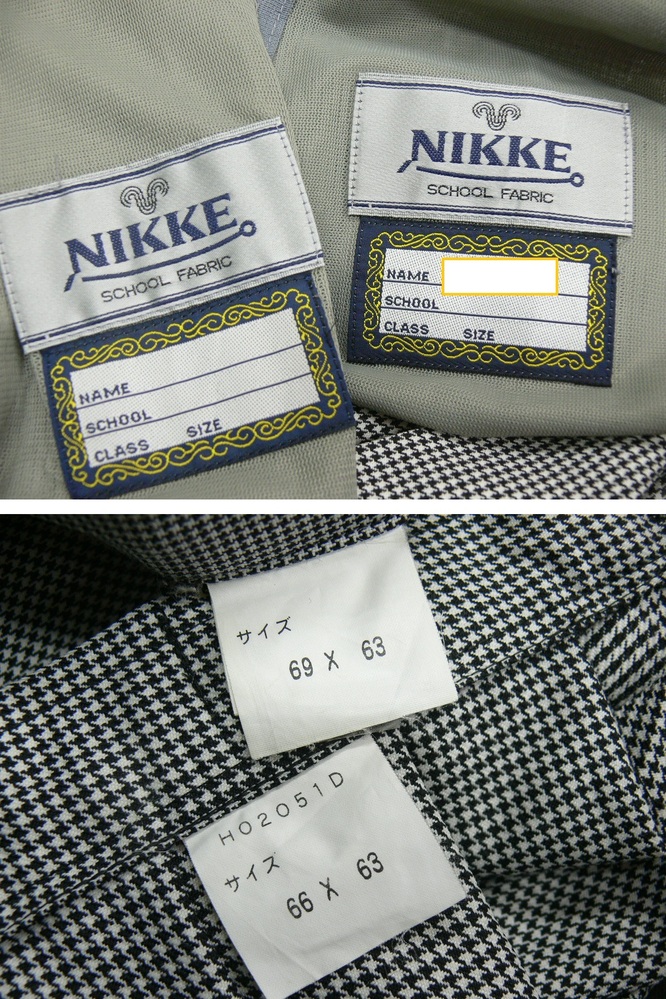 NIKKE
SCHOOL FABRIC
NAME
SCHOOL
CLASS SIZE
NIKKE
SCHOOL FABRIC
NAME
SCHOOL
CLASS SIZE
サイズ
69 X 63
H02051D
サイズ
66 X 63